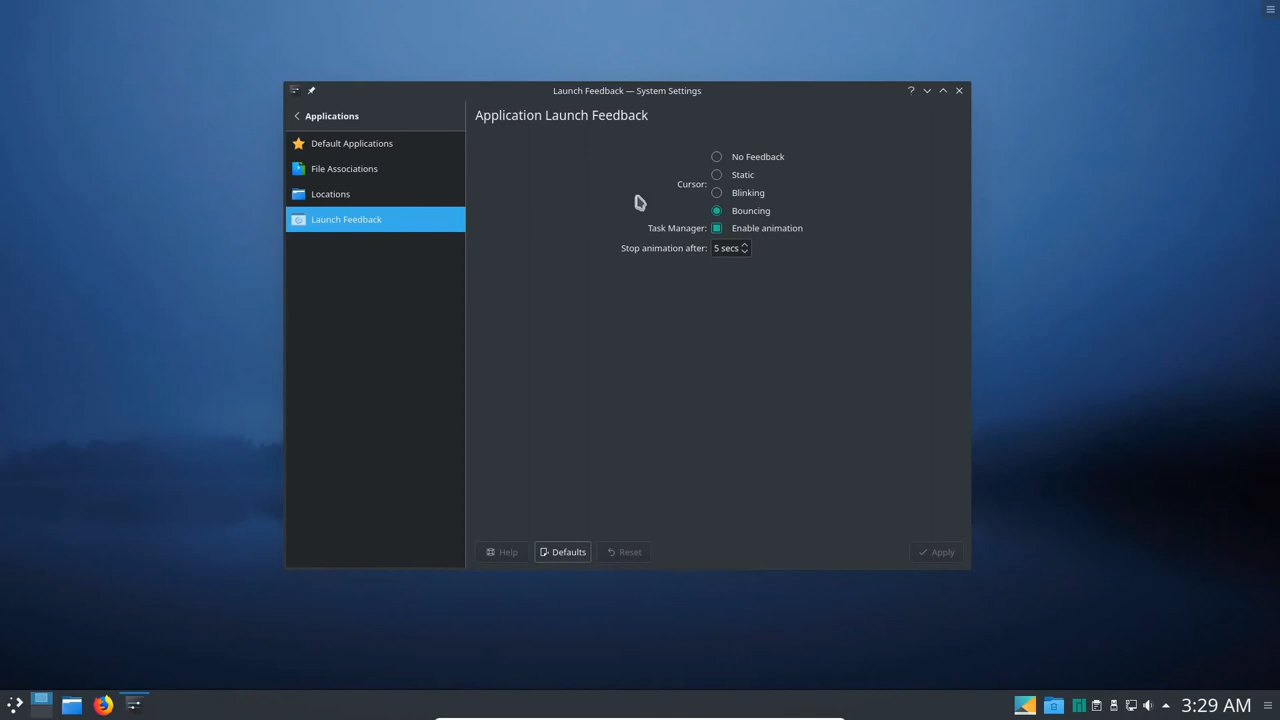 Launch Feedback — System Settings
Applications
Application Launch Feedback
Default Applications
File Associations
Locations
Launch Feedback
No Feedback
Static
Cursor:
Blinking
Bouncing
Task Manager:
Enable animation
Stop animation after:
5 secs
Help
Defaults
Reset
Apply
3:29 AM